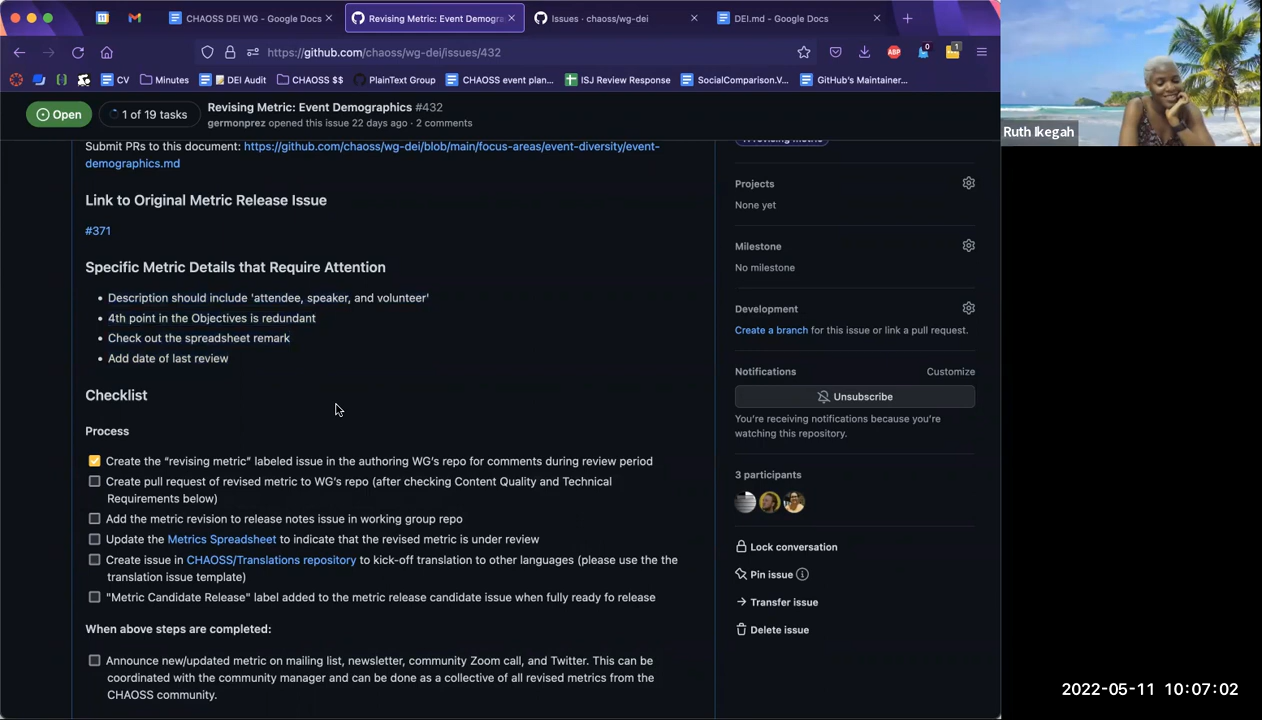 CHAOSS DEI WG - Google Docs
Revising Metric: Event Demogra
Issues · chaoss/wg-dei
DEI.md - Google Docs
https://github.com/chaoss/wg-dei/issues/432
ABP
0
1
CV
Minutes
DEI Audit
CHAOSS $$
PlainText Group
CHAOSS event plan...
ISJ Review Response
SocialComparison.V...
GitHub's Maintainer...
Open
1 of 19 tasks
Revising Metric: Event Demographics #432
germonprez opened this issue 22 days ago · 2 comments
Submit PRs to this document: https://github.com/chaoss/wg-dei/blob/main/focus-areas/event-diversity/event-
demographics.md
Link to Original Metric Release Issue
#371
Specific Metric Details that Require Attention
• Description should include 'attendee, speaker, and volunteer'
• 4th point in the Objectives is redundant
• Check out the spreadsheet remark
• Add date of last review
Checklist
Process
Create the “revising metric” labeled issue in the authoring WG’s repo for comments during review period
Create pull request of revised metric to WG’s repo (after checking Content Quality and Technical
Requirements below)
Add the metric revision to release notes issue in working group repo
Update the Metrics Spreadsheet to indicate that the revised metric is under review
Create issue in CHAOSS/Translations repository to kick-off translation to other languages (please use the the
translation issue template)
"Metric Candidate Release" label added to the metric release candidate issue when fully ready fo release
When above steps are completed:
Announce new/updated metric on mailing list, newsletter, community Zoom call, and Twitter. This can be
coordinated with the community manager and can be done as a collective of all revised metrics from the
CHAOSS community.
Projects
None yet
Milestone
No milestone
Development
Create a branch for this issue or link a pull request.
Notifications
Customize
Unsubscribe
You’re receiving notifications because you’re
watching this repository.
3 participants
Lock conversation
Pin issue
Transfer issue
Delete issue
Ruth Ikegah
2022-05-11 10:07:02